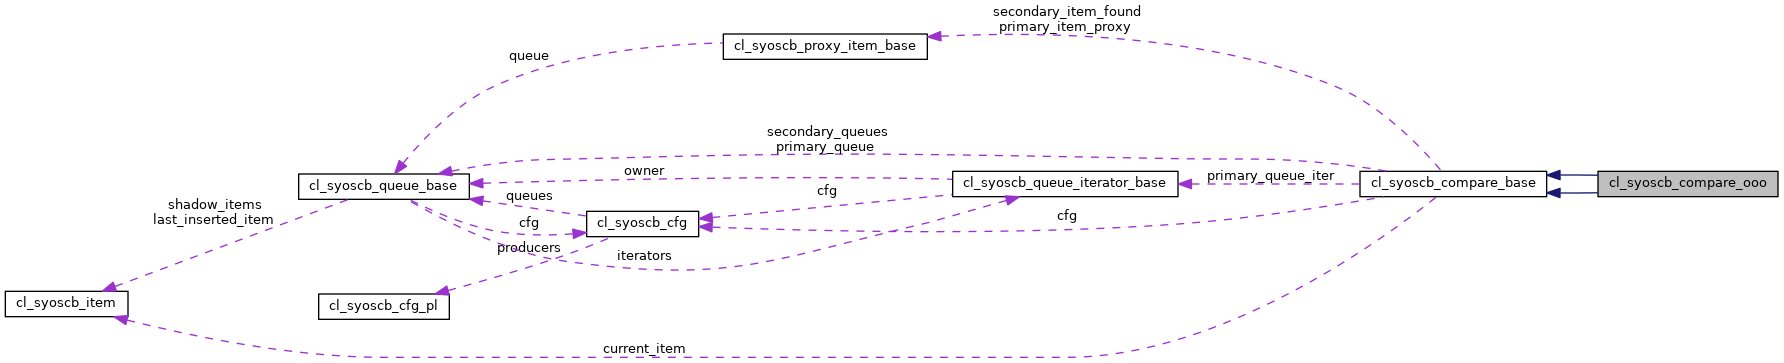 secondary_item_found
primary_item_proxy
cl_syoscb_proxy_item_base
queue
secondary_queues
primary_queue
owner
cl_syoscb_queue_base
cl_syoscb_queue_iterator_base
primary_queue_iter
cl_syoscb_compare_base
cl_syoscb_compare_ooo
cfg
queues
shadow_items
last_inserted_item
cfg
cl_syoscb_cfg
cfg
producers
iterators
cl_syoscb_item
cl_syoscb_cfg_pl
current_item